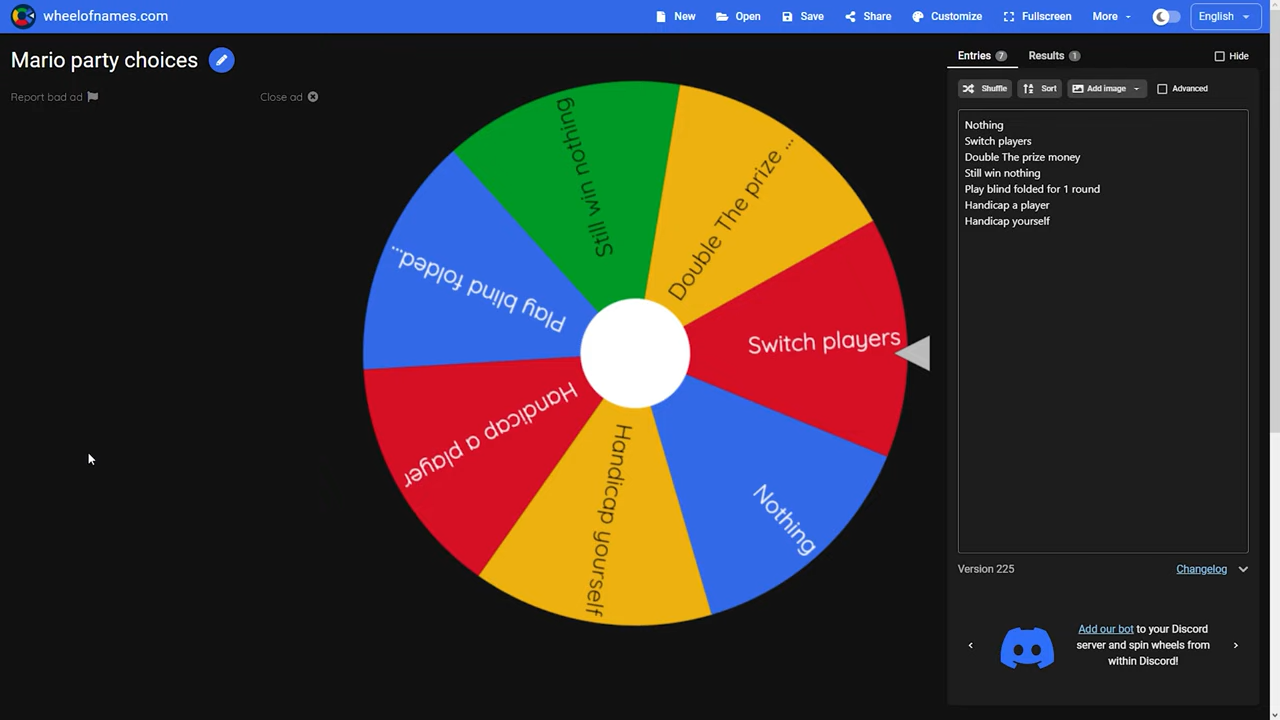 wheelofnames.com
New
Open
Save
Share
Customize
Fullscreen
More
English
Mario party choices
Report bad ad
Close ad
Entries 7
Results 1
Hide
Shuffle
Sort
Add image
Advanced
Nothing
Switch players
Double The prize money
Still win nothing
Play blind folded for 1 round
Handicap a player
Handicap yourself
Still win nothing
Double The prize ...
Switch players
Nothing
Handicap yourself
Handicap a player
Play blind folded...
Version 225
Changelog
Add our bot to your Discord
server and spin wheels from
within Discord!